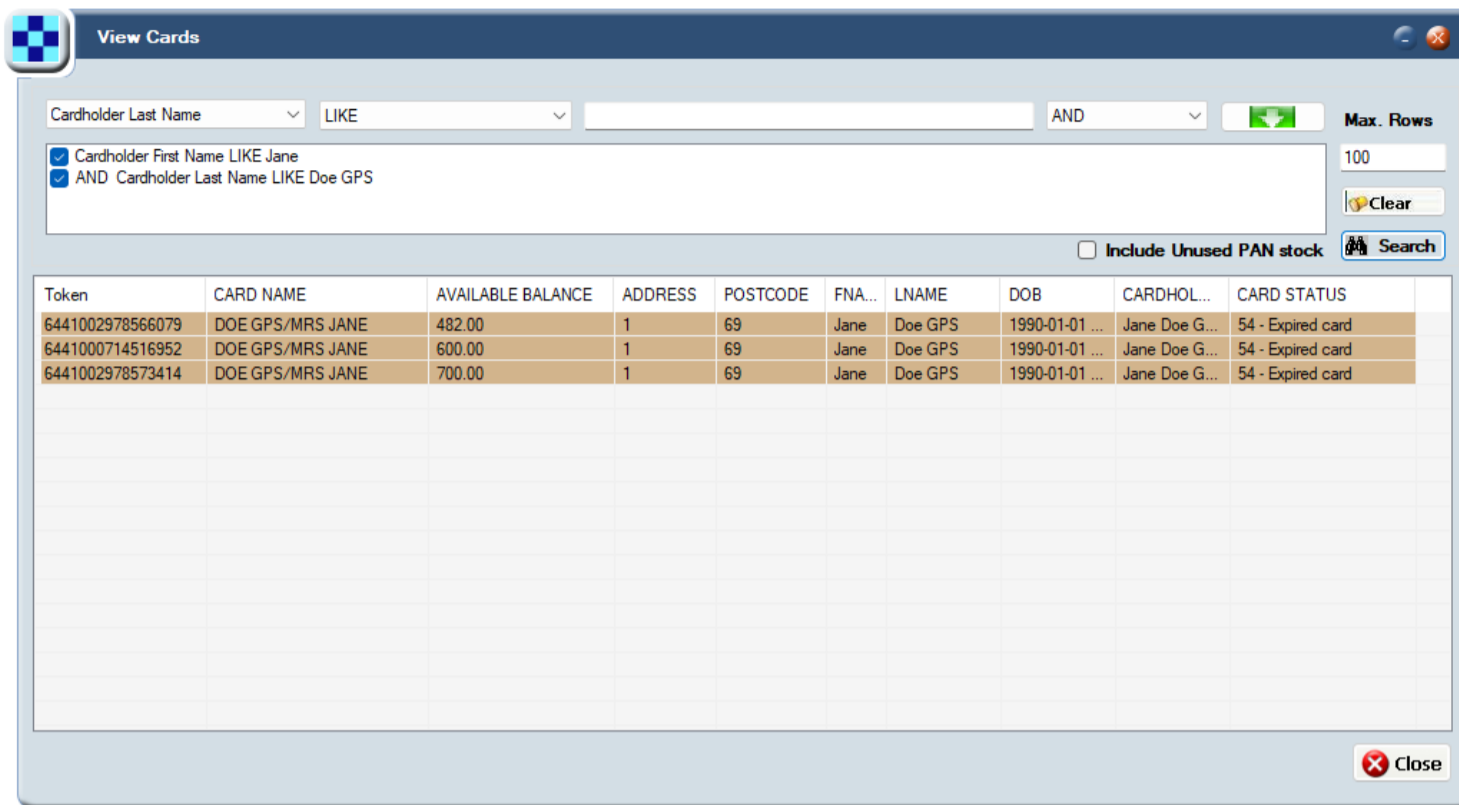 View Cards
Cardholder Last Name LIKE AND
Max. Rows
Cardholder First Name LIKE Jane
100
AND Cardholder Last Name LIKE Doe GPS
Clear
Include Unused PAN stock Search
Token CARD NAME AVAILABLE BALANCE ADDRESS POSTCODE FNA... LNAME DOB CARDHOL... CARD STATUS
6441002978566079 DOE GPS/MRS JANE 482.00 1 69 Jane Doe GPS 1990-01-01 ... Jane Doe G... 54 - Expired card
6441000714516952 DOE GPS/MRS JANE 600.00 1 69 Jane Doe GPS 1990-01-01 ... Jane Doe G... 54 - Expired card
6441002978573414 DOE GPS/MRS JANE 700.00 1 69 Jane Doe GPS 1990-01-01 ... Jane Doe G... 54 - Expired card
Close